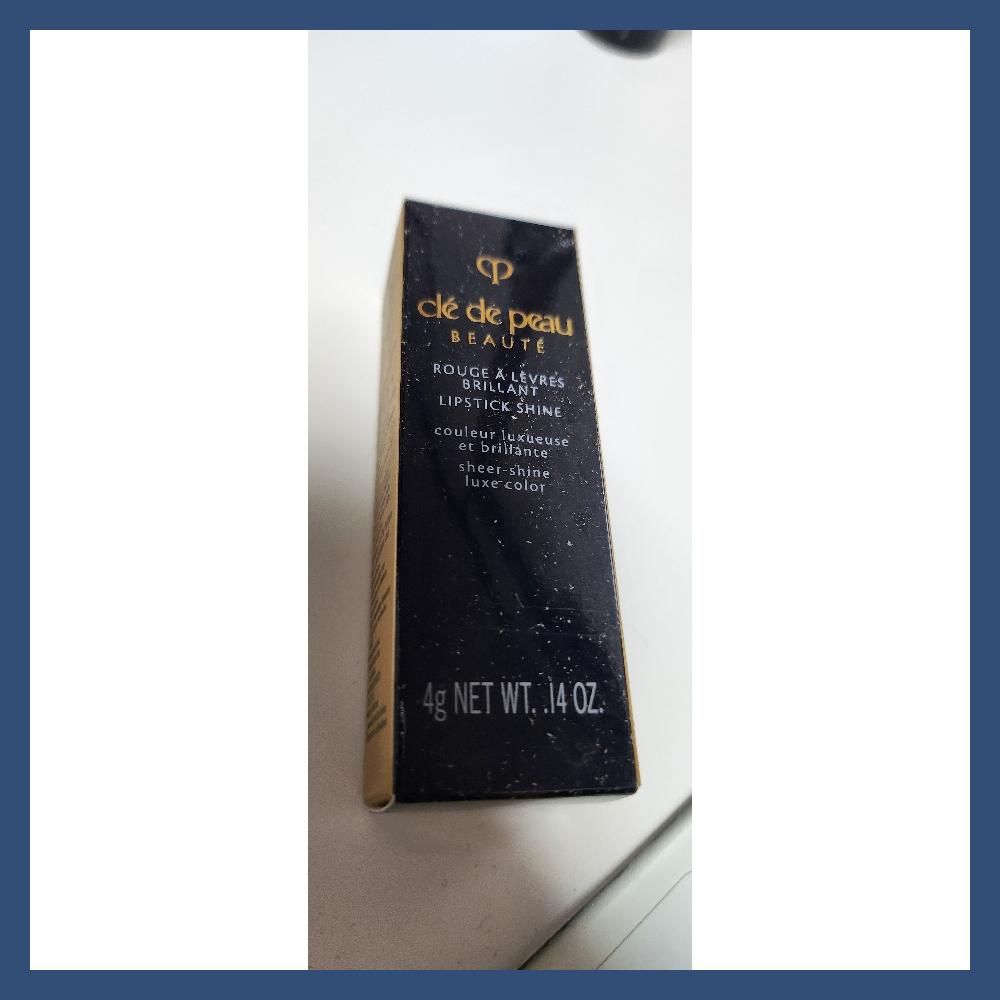 clé de peau
BEAUTÉ
ROUGE À LÈVRES
BRILLANT
LIPSTICK SHINE
couleur luxueuse
et brillante
sheer-shine
luxe color
4g NET WT. .14 OZ.